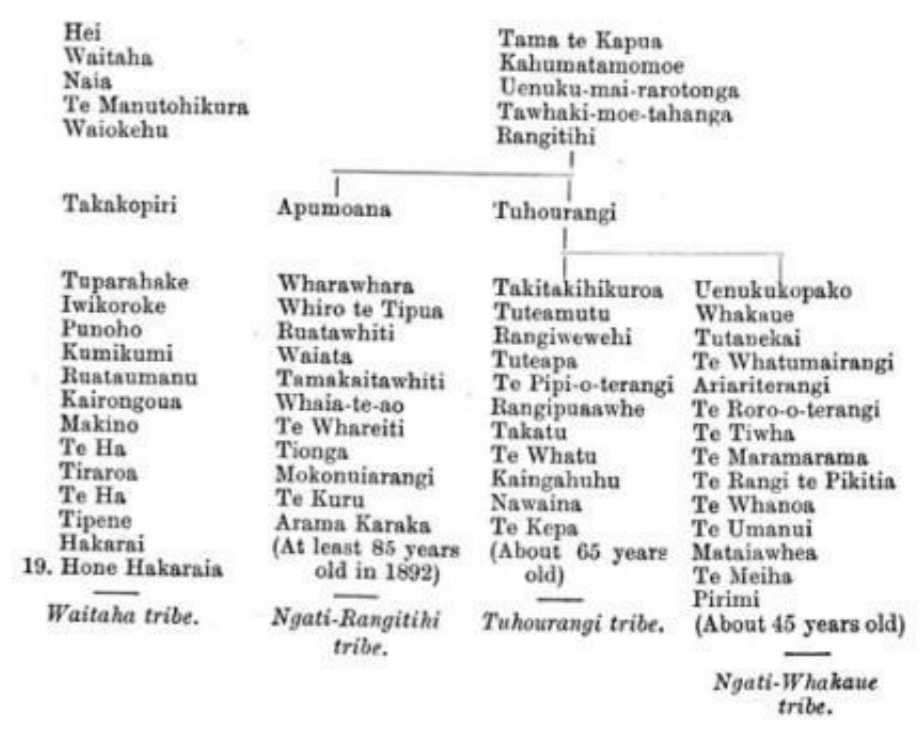 Hei
Waitaha
Naia
Te Manutohikura
Waiokehu
Tama te Kapua
Kahumatamomoe
Uenuku-mai-rarotonga
Tawhaki-moe-tahanga
Rangitihi
Takakopiri
Apumoana
Tuhourangi
Tuparahake
Iwikoroke
Punoho
Kumikumi
Ruataumanu
Kairongoua
Makino
Te Ha
Tiraroa
Te Ha
Tipene
Hakarai
19. Hone Hakaraia
Waitaha tribe.
Wharawhara
Whiro te Tipua
Ruatawhiti
Waiata
Tamakaitawhiti
Whaia-te-ao
Te Whareiti
Tionga
Mokonuiarangi
Te Kuru
Arama Karaka
(At least 85 years
old in 1892)
Ngati-Rangitihi
tribe.
Takitakihikuroa
Tuteamutu
Rangiwewehi
Tuteapa
Te Pipi-o-terangi
Rangipuaawhe
Takatu
Te Whatu
Kaingahuhu
Nawaina
Te Kepa
(About 65 years
old)
Tuhourangi tribe.
Uenukukopako
Whakaue
Tutanekai
Te Whatumairangi
Ariariterangi
Te Roro-o-terangi
Te Tiwha
Te Maramarama
Te Rangi te Pikitia
Te Whanoa
Te Umanui
Mataiawhea
Te Meiha
Pirimi
(About 45 years old)
Ngati-Whakaue
tribe.